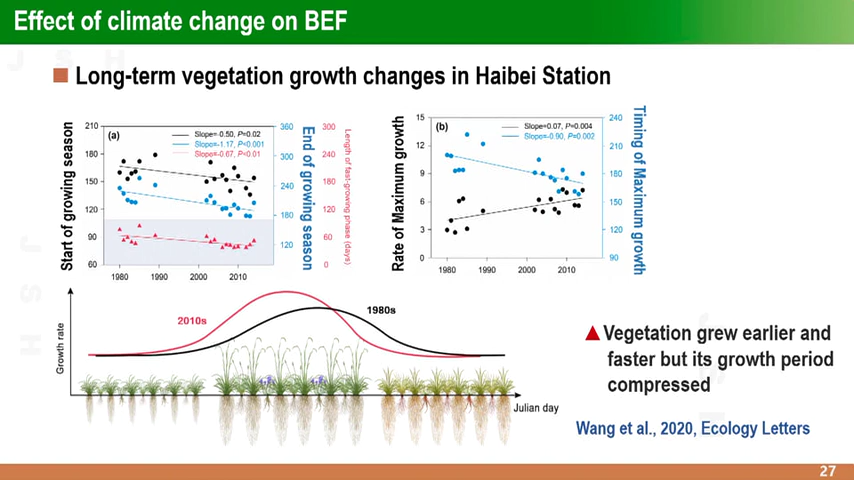 Effect of climate change on BEF
Long-term vegetation growth changes in Haibei Station
Start of growing season
210
180
150
120
90
60
(a)
Slope=-0.50, P=0.02
Slope=-1.17, P<0.001
Slope=-0.67, P<0.01
360
300
240
180
120
End of growing season
300
240
180
120
60
0
Length of fast-growing phase (days)
1980
1990
2000
2010
Rate of Maximum growth
15
12
9
6
3
0
(b)
Slope=0.07, P=0.004
Slope=-0.90, P=0.002
240
210
180
150
120
90
Timing of Maximum growth
1980
1990
2000
2010
Growth rate
2010s
1980s
Julian day
Vegetation grew earlier and
faster but its growth period
compressed
Wang et al., 2020, Ecology Letters
27